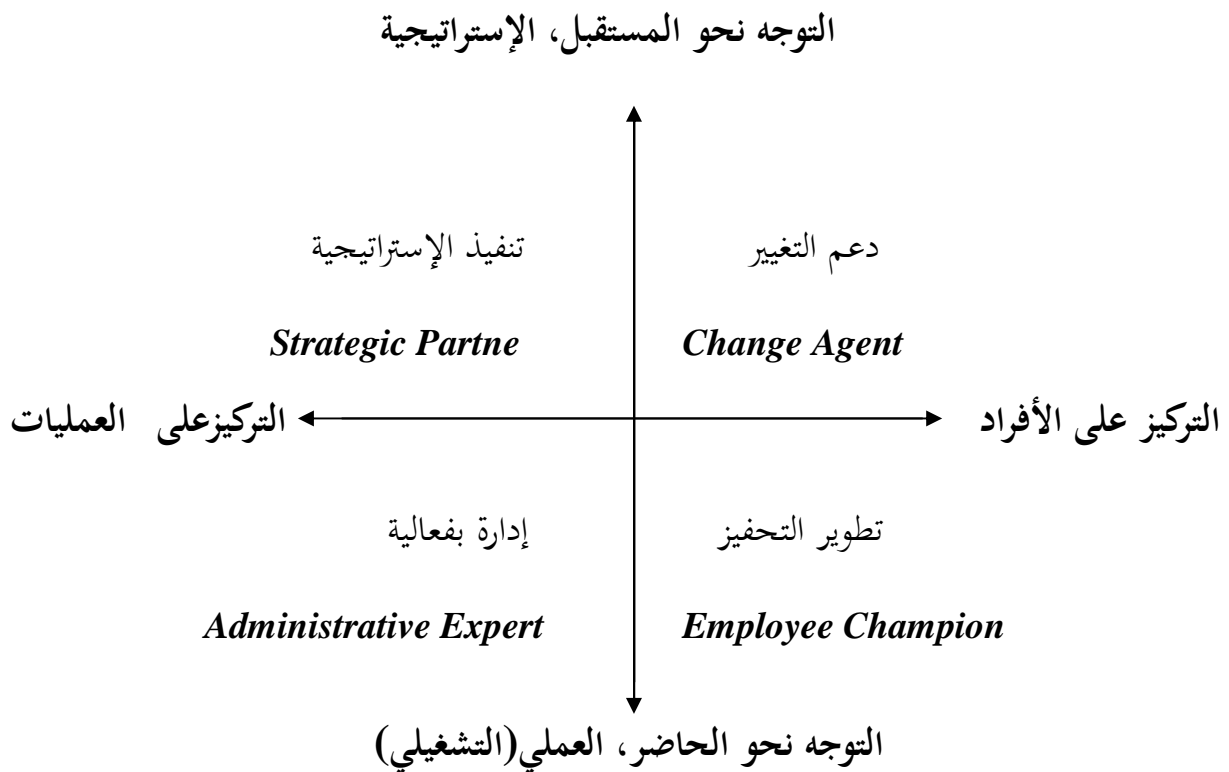 التوجه نحو المستقبل، الإستراتيجية
دعم التغيير
تنفيذ الإستراتيجية
Strategic Partne
Change Agent
التركيز على الأفراد
التركيزعلى العمليات
تطوير التحفيز
إدارة بفعالية
Administrative Expert
Employee Champion
التوجه نحو الحاضر، العملي(التشغيلي)